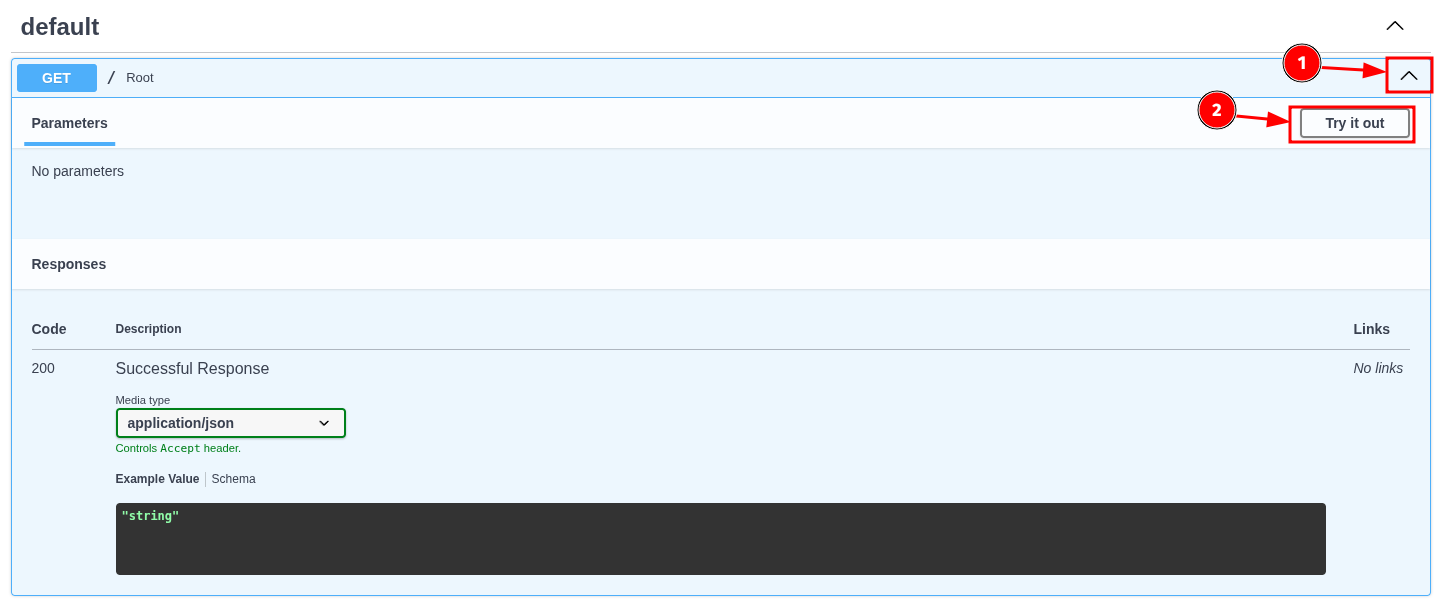 default
GET / Root
1
Parameters
2
Try it out
No parameters
Responses
Code Description Links
200 Successful Response No links
Media type
application/json
Controls Accept header.
Example Value Schema
"string"